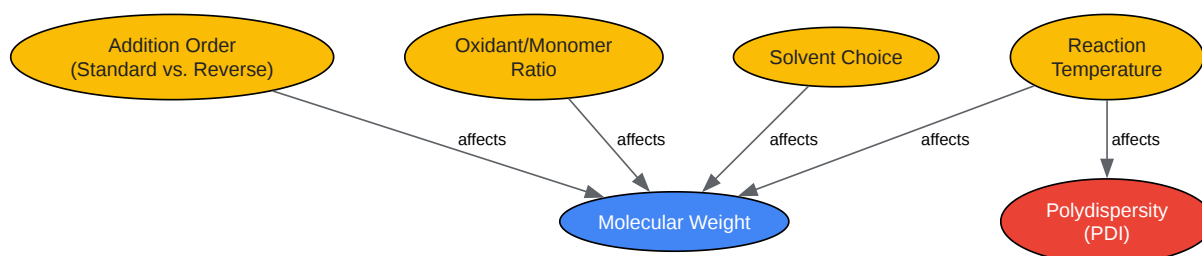 Addition Order
(Standard vs. Reverse)
Oxidant/Monomer
Ratio
Solvent Choice
Reaction
Temperature
affects
affects
affects
affects
affects
Molecular Weight
Polydispersity
(PDI)